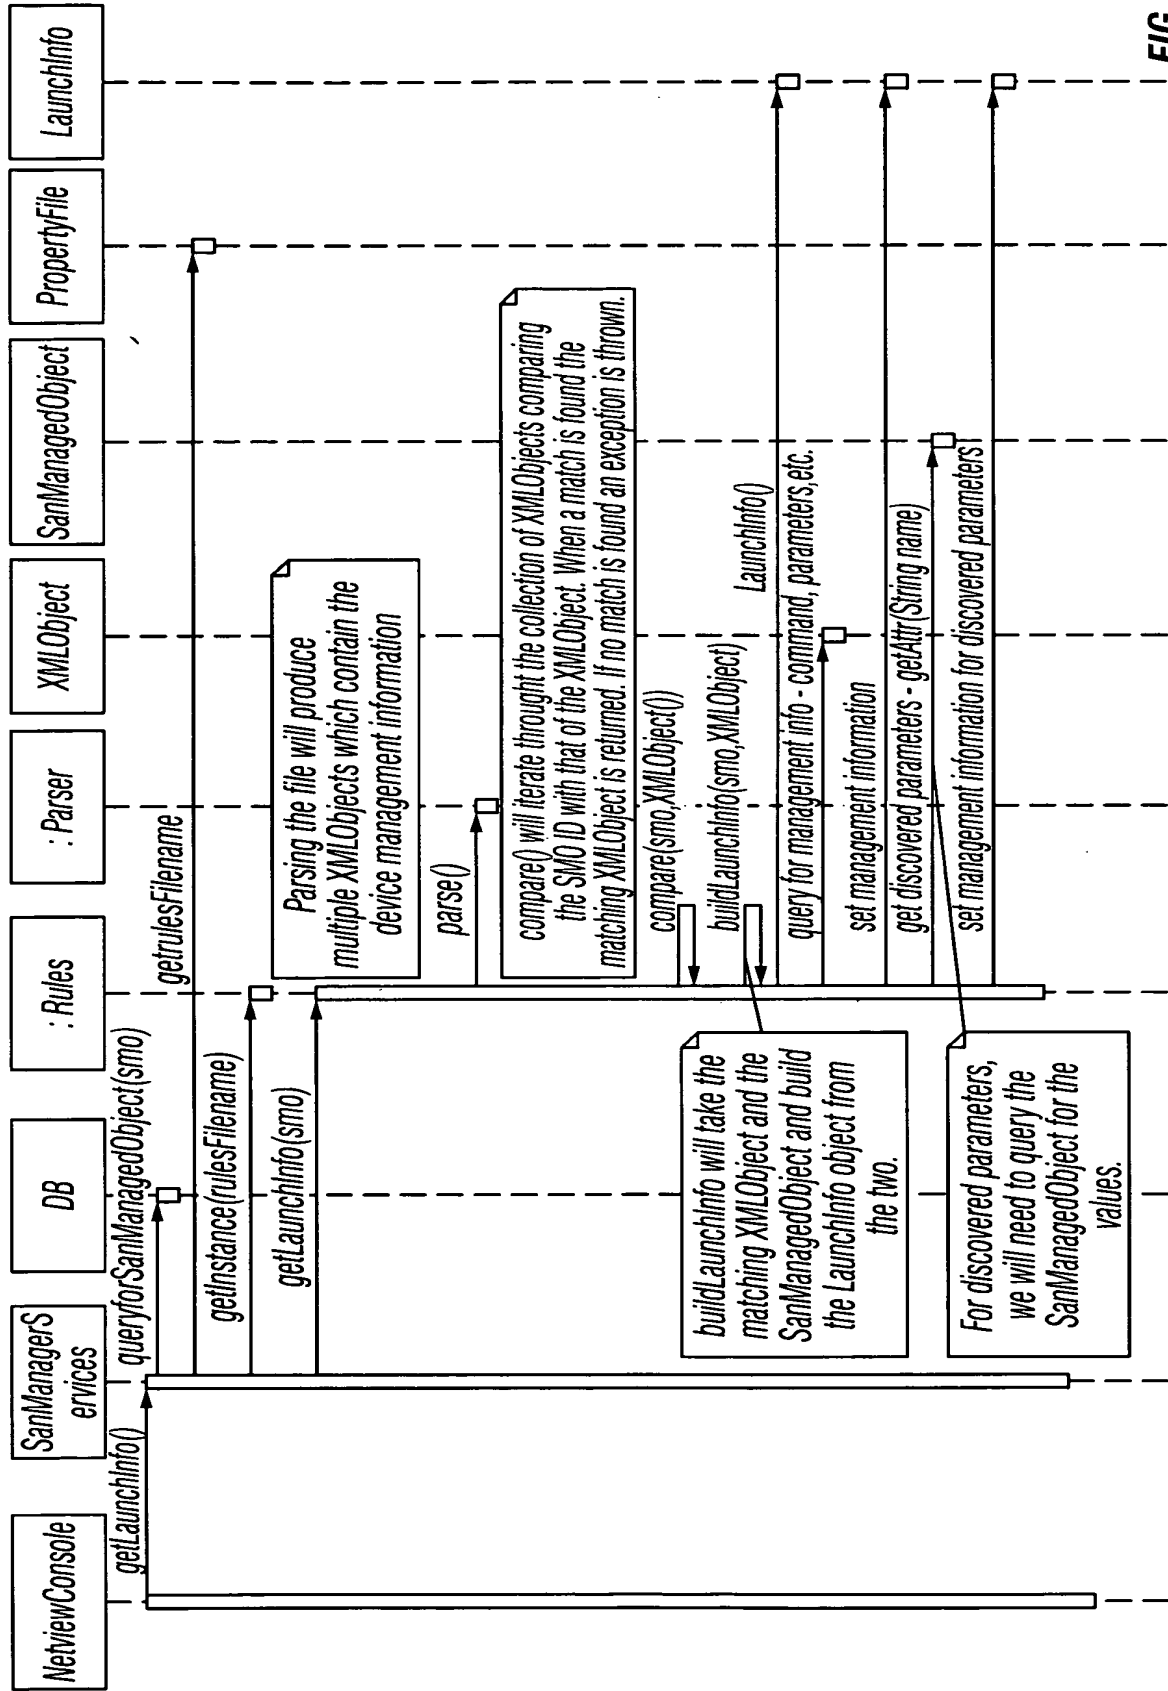 NetviewConsole
SanManagerS
ervices
DB
: Rules
: Parser
XMLObject
SanManagedObject
PropertyFile
LaunchInfo
getLaunchInfo()
queryforSanManagedObject(smo)
getrulesFilename
getInstance(rulesFilename)
getLaunchInfo(smo)
Parsing the file will produce
multiple XMLObjects which contain the
device management information
parse()
compare() will iterate throught the collection of XMLObjects comparing
the SMO ID with that of the XMLObject. When a match is found the
matching XMLObject is returned. If no match is found an exception is thrown.
compare(smo,XMLObject())
buildLaunchInfo(smo,XMLObject)
LaunchInfo()
query for management info - command, parameters,etc.
set management information
get discovered parameters - getAttr(String name)
set management information for discovered parameters
buildLaunchInfo will take the
matching XMLObject and the
SanManagedObject and build
the LaunchInfo object from
the two.
For discovered parameters,
we will need to query the
SanManagedObject for the
values.
FIG